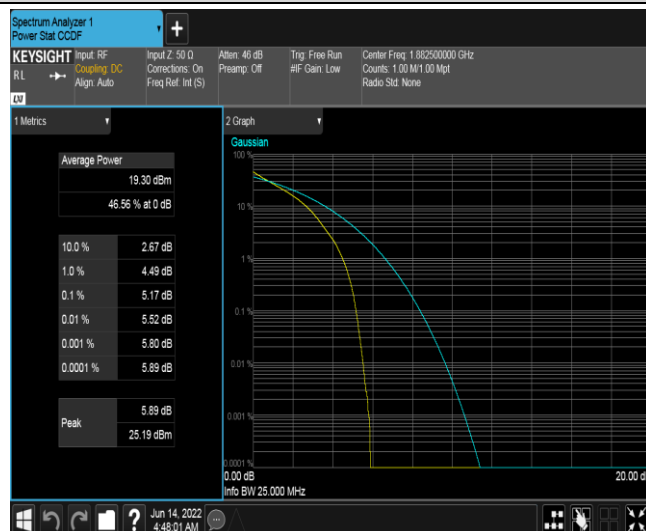 Spectrum Analyzer 1
Power Stat CCDF
+
KEYSIGHT
RL
LXI
Input: RF
Coupling: DC
Align: Auto
Input Z: 50 Ω
Corrections: On
Freq Ref: Int (S)
Atten: 46 dB
Preamp: Off
Trig: Free Run
#IF Gain: Low
Center Freq: 1.882500000 GHz
Counts: 1.00 M/1.00 Mpt
Radio Std: None
1 Metrics
Average Power
19.30 dBm
46.56 % at 0 dB
10.0 % 2.67 dB
1.0 % 4.49 dB
0.1 % 5.17 dB
0.01 % 5.52 dB
0.001 % 5.80 dB
0.0001 % 5.89 dB
Peak
5.89 dB
25.19 dBm
2 Graph
Gaussian
100 %
10 %
1 %
0.1 %
0.01 %
0.001 %
0.0001 %
0.00 dB
20.00 d
Info BW 25.000 MHz
?
Jun 14, 2022
4:48:01 AM